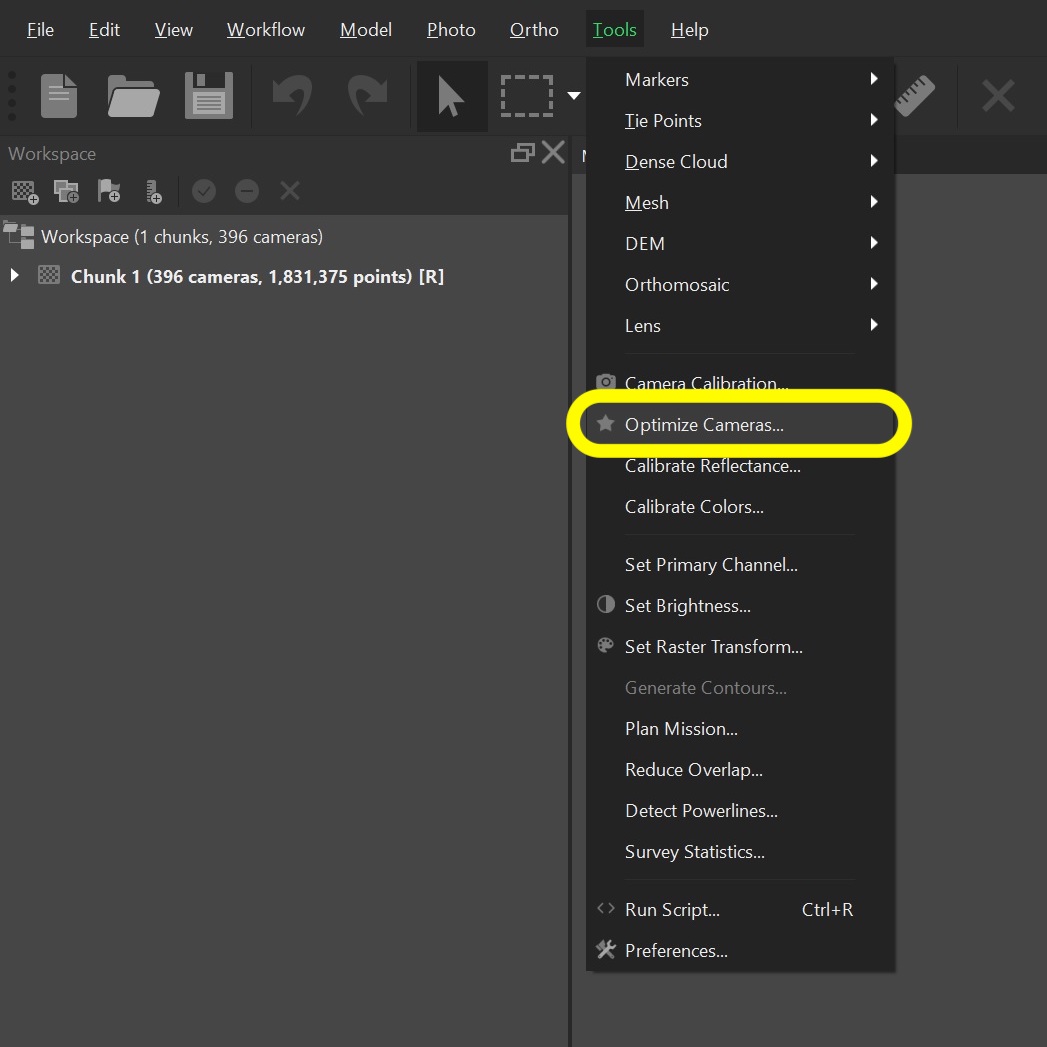 File Edit View Workflow Model Photo Ortho Tools Help
Workspace
Workspace (1 chunks, 396 cameras)
Chunk 1 (396 cameras, 1,831,375 points) [R]
Markers
Tie Points
Dense Cloud
Mesh
DEM
Orthomosaic
Lens
Camera Calibration...
Optimize Cameras...
Calibrate Reflectance...
Calibrate Colors...
Set Primary Channel...
Set Brightness...
Set Raster Transform...
Generate Contours...
Plan Mission...
Reduce Overlap...
Detect Powerlines...
Survey Statistics...
Run Script... Ctrl+R
Preferences...